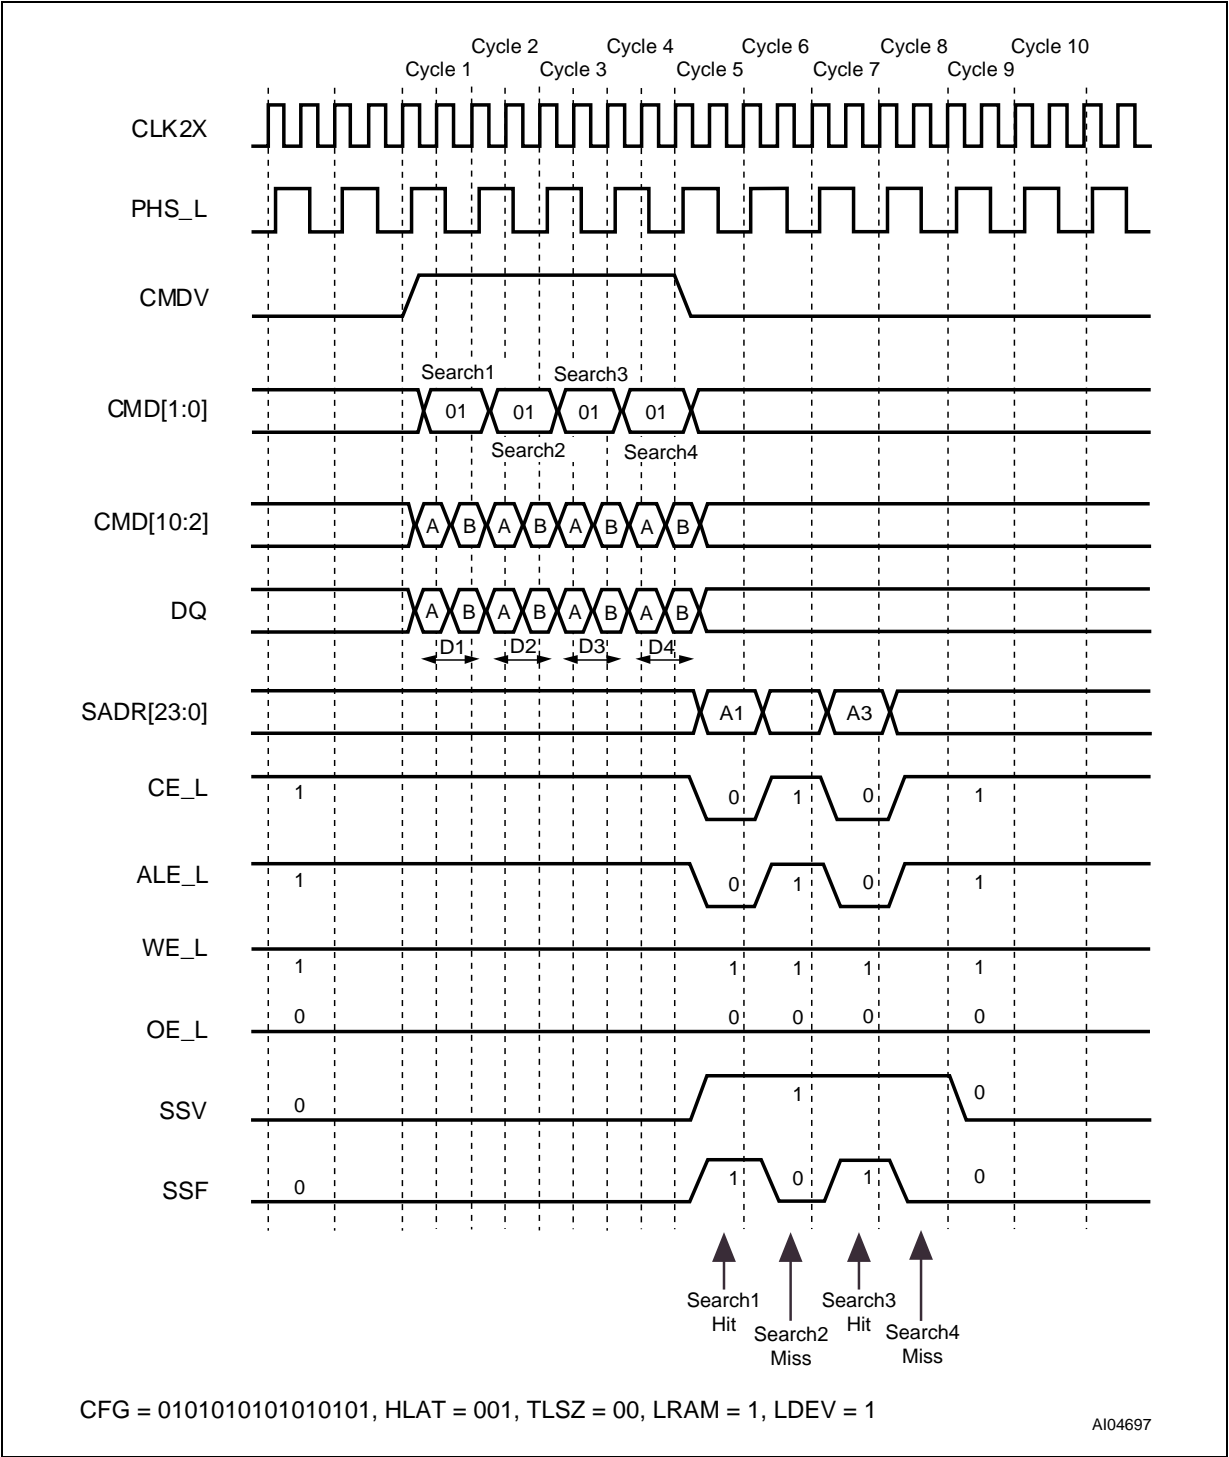 Cycle 2 Cycle 4 Cycle 6 Cycle 8 Cycle 10
Cycle 1 Cycle 3 Cycle 5 Cycle 7 Cycle 9
CLK2X
PHS_L
CMDV
Search1 Search3
CMD[1:0] 01 01 01 01
Search2 Search4
CMD[10:2] A B A B A B A B
DQ A B A B A B A B
D1 D2 D3 D4
SADR[23:0] A1 A3
CE_L 1 0 1 0 1
ALE_L 1 0 1 0 1
WE_L
1 1 1 1 1
OE_L 0 0 0 0 0
SSV 0 1 0
SSF 0 1 0 1 0
Search1 Hit
Search2 Miss
Search3 Hit
Search4 Miss
CFG = 0101010101010101, HLAT = 001, TLSZ = 00, LRAM = 1, LDEV = 1
AI04697